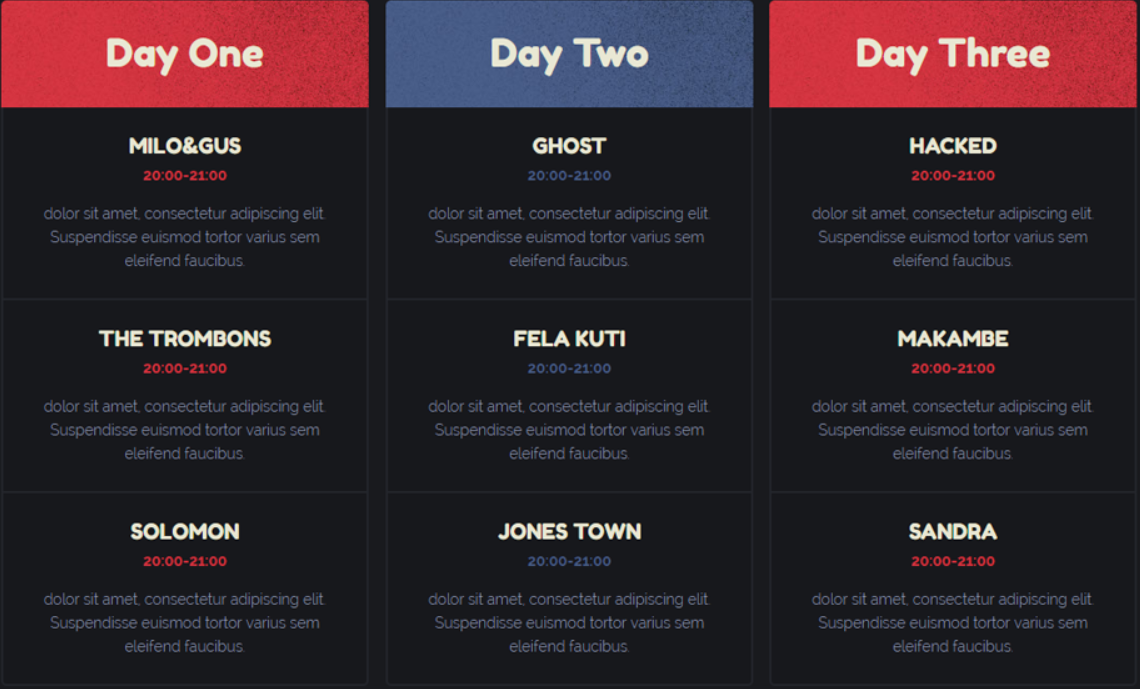 Day One
MILO&GUS
20:00-21:00
dolor sit amet, consectetur adipiscing elit.
Suspendisse euismod tortor varius sem
eleifend faucibus.
THE TROMBONS
20:00-21:00
dolor sit amet, consectetur adipiscing elit.
Suspendisse euismod tortor varius sem
eleifend faucibus.
SOLOMON
20:00-21:00
dolor sit amet, consectetur adipiscing elit.
Suspendisse euismod tortor varius sem
eleifend faucibus.
Day Two
GHOST
20:00-21:00
dolor sit amet, consectetur adipiscing elit.
Suspendisse euismod tortor varius sem
eleifend faucibus.
FELA KUTI
20:00-21:00
dolor sit amet, consectetur adipiscing elit.
Suspendisse euismod tortor varius sem
eleifend faucibus.
JONES TOWN
20:00-21:00
dolor sit amet, consectetur adipiscing elit.
Suspendisse euismod tortor varius sem
eleifend faucibus.
Day Three
HACKED
20:00-21:00
dolor sit amet, consectetur adipiscing elit.
Suspendisse euismod tortor varius sem
eleifend faucibus.
MAKAMBE
20:00-21:00
dolor sit amet, consectetur adipiscing elit.
Suspendisse euismod tortor varius sem
eleifend faucibus.
SANDRA
20:00-21:00
dolor sit amet, consectetur adipiscing elit.
Suspendisse euismod tortor varius sem
eleifend faucibus.